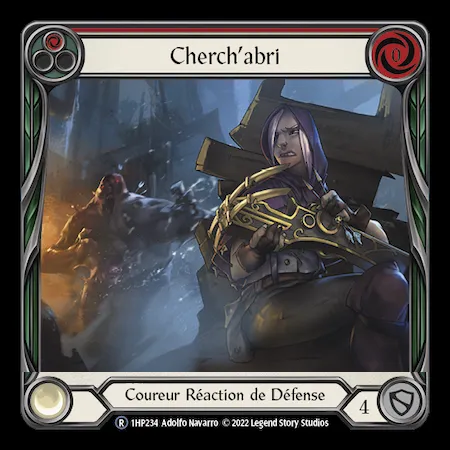 Cherch'abri
0
Coureur Réaction de Défense
4
R 1HP234 Adolfo Navarro © 2022 Legend Story Studios